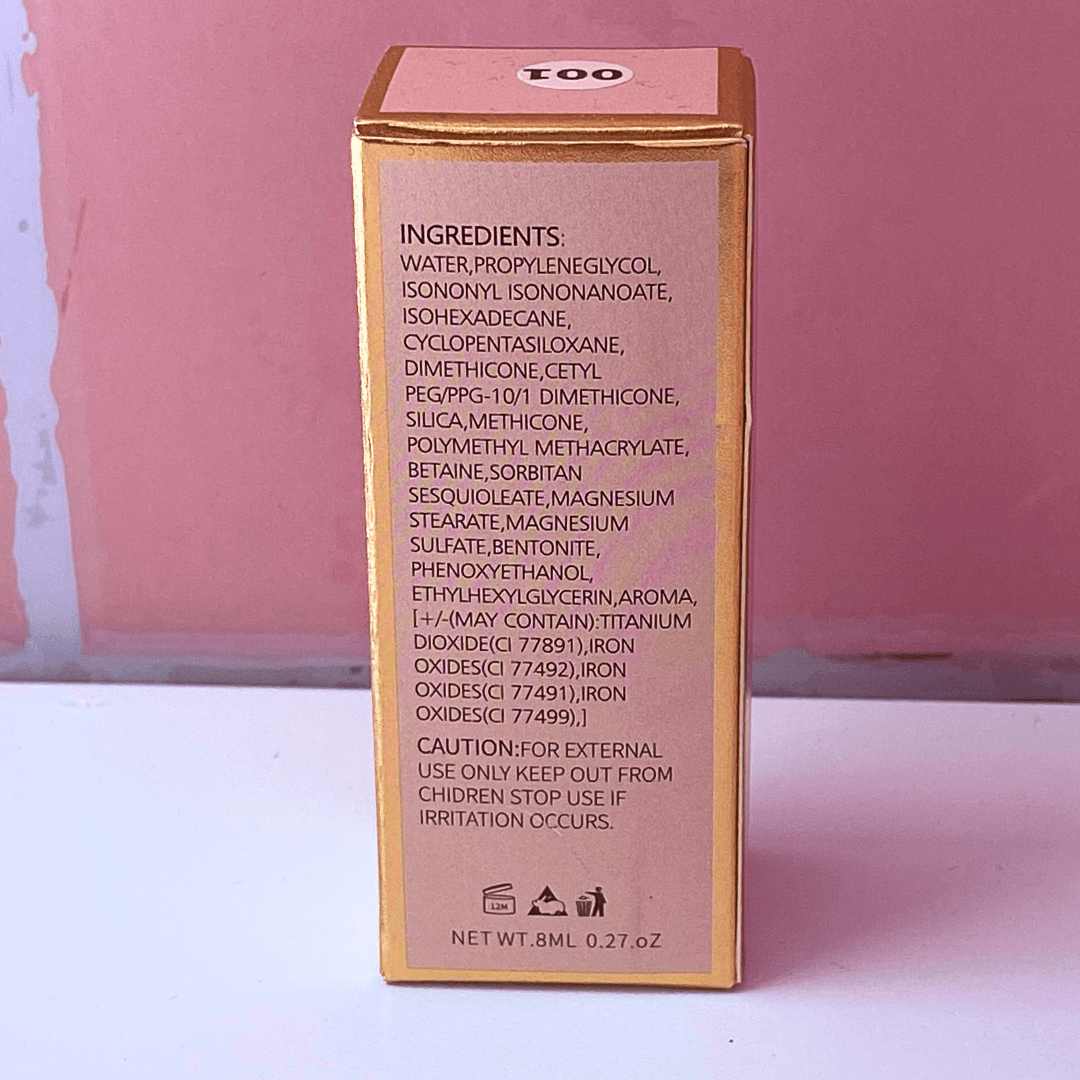 001
INGREDIENTS:
WATER,PROPYLENEGLYCOL,
ISONONYL ISONONANOATE,
ISOHEXADECANE,
CYCLOPENTASILOXANE,
DIMETHICONE,CETYL
PEG/PPG-10/1 DIMETHICONE,
SILICA,METHICONE,
POLYMETHYL METHACRYLATE,
BETAINE,SORBITAN
SESQUIOLEATE,MAGNESIUM
STEARATE,MAGNESIUM
SULFATE,BENTONITE,
PHENOXYETHANOL,
ETHYLHEXYLGLYCERIN,AROMA,
[+/-(MAY CONTAIN):TITANIUM
DIOXIDE(CI 77891),IRON
OXIDES(CI 77492),IRON
OXIDES(CI 77491),IRON
OXIDES(CI 77499),]
CAUTION:FOR EXTERNAL
USE ONLY KEEP OUT FROM
CHIDREN STOP USE IF
IRRITATION OCCURS.
12M
NET WT.8ML 0.27.oZ